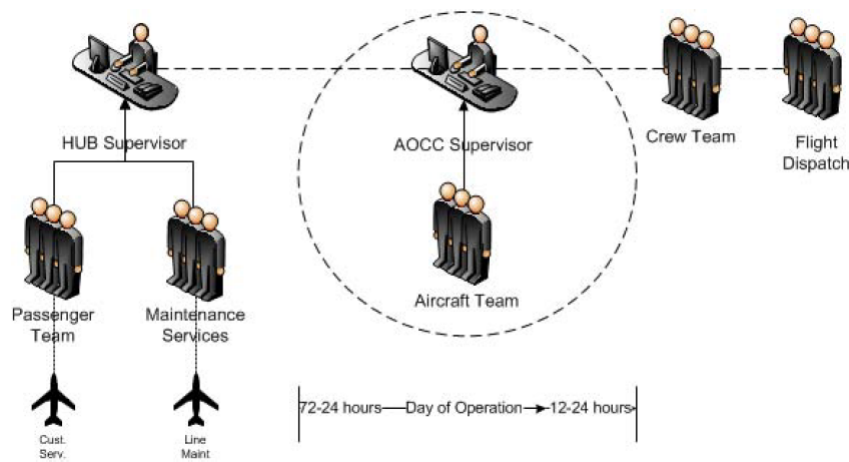 HUB Supervisor
AOCC Supervisor
Crew Team
Flight
Dispatch
Passenger
Team
Maintenance
Services
Aircraft Team
Cust.
Serv.
Line
Maint
72-24 hours Day of Operation 12-24 hours